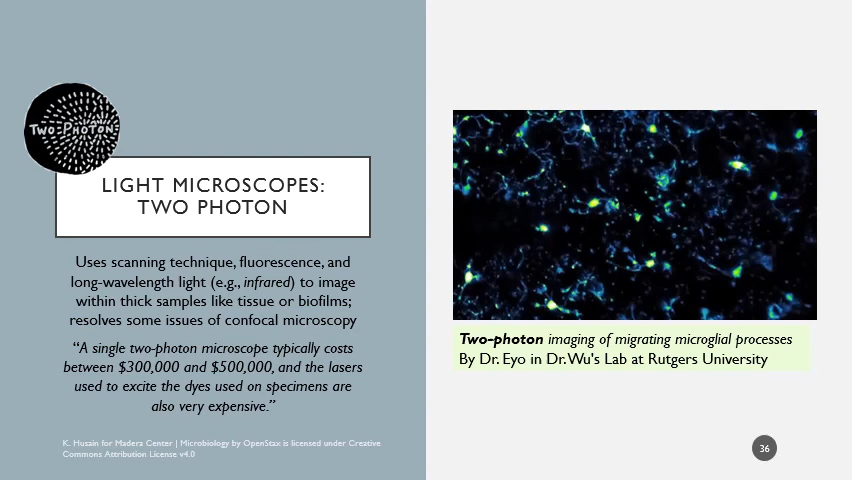 TWO-PHOTON
LIGHT MICROSCOPES:
TWO PHOTON
Uses scanning technique, fluorescence, and
long-wavelength light (e.g., infrared) to image
within thick samples like tissue or biofilms;
resolves some issues of confocal microscopy
“A single two-photon microscope typically costs
between $300,000 and $500,000, and the lasers
used to excite the dyes used on specimens are
also very expensive.”
K. Husain for Madera Center | Microbiology by OpenStax is licensed under Creative
Commons Attribution License v4.0
Two-photon imaging of migrating microglial processes
By Dr. Eyo in Dr. Wu's Lab at Rutgers University
36